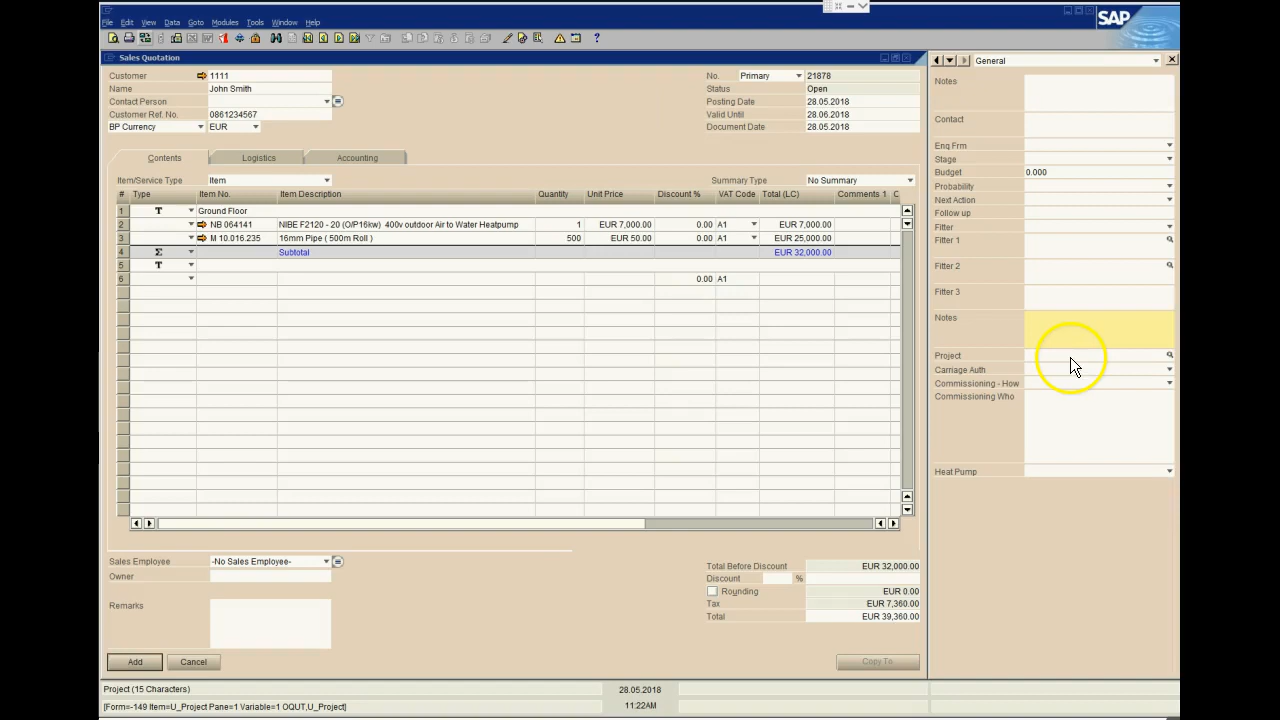 File Edit View Data Goto Modules Tools Window Help
SAP
Sales Quotation
Customer 1111
Name John Smith
Contact Person
Customer Ref. No. 0861234567
BP Currency EUR
No. Primary 21878
Status Open
Posting Date 28.05.2018
Valid Until 28.06.2018
Document Date 28.05.2018
Contents Logistics Accounting
Item/Service Type Item
Summary Type No Summary
# Type Item No. Item Description Quantity Unit Price Discount % VAT Code Total (LC) Comments 1 C
1 T Ground Floor
2 NB 064141 NIBE F2120 - 20 (O/P16kw) 400v outdoor Air to Water Heatpump 1 EUR 7,000.00 0.00 A1 EUR 7,000.00
3 M 10.016.235 16mm Pipe ( 500m Roll ) 500 EUR 50.00 0.00 A1 EUR 25,000.00
4 Σ Subtotal EUR 32,000.00
5 T
6 0.00 A1
Sales Employee -No Sales Employee-
Owner
Remarks
Total Before Discount EUR 32,000.00
Discount %
Rounding EUR 0.00
Tax EUR 7,360.00
Total EUR 39,360.00
Add Cancel
Copy To
General
Notes
Contact
Enq Frm
Stage
Budget 0.000
Probability
Next Action
Follow up
Fitter
Fitter 1
Fitter 2
Fitter 3
Notes
Project
Carriage Auth
Commissioning - How
Commissioning Who
Heat Pump
Project (15 Characters) 28.05.2018
[Form=-149 Item=U_Project Pane=1 Variable=1 OQUT,U_Project] 11:22AM